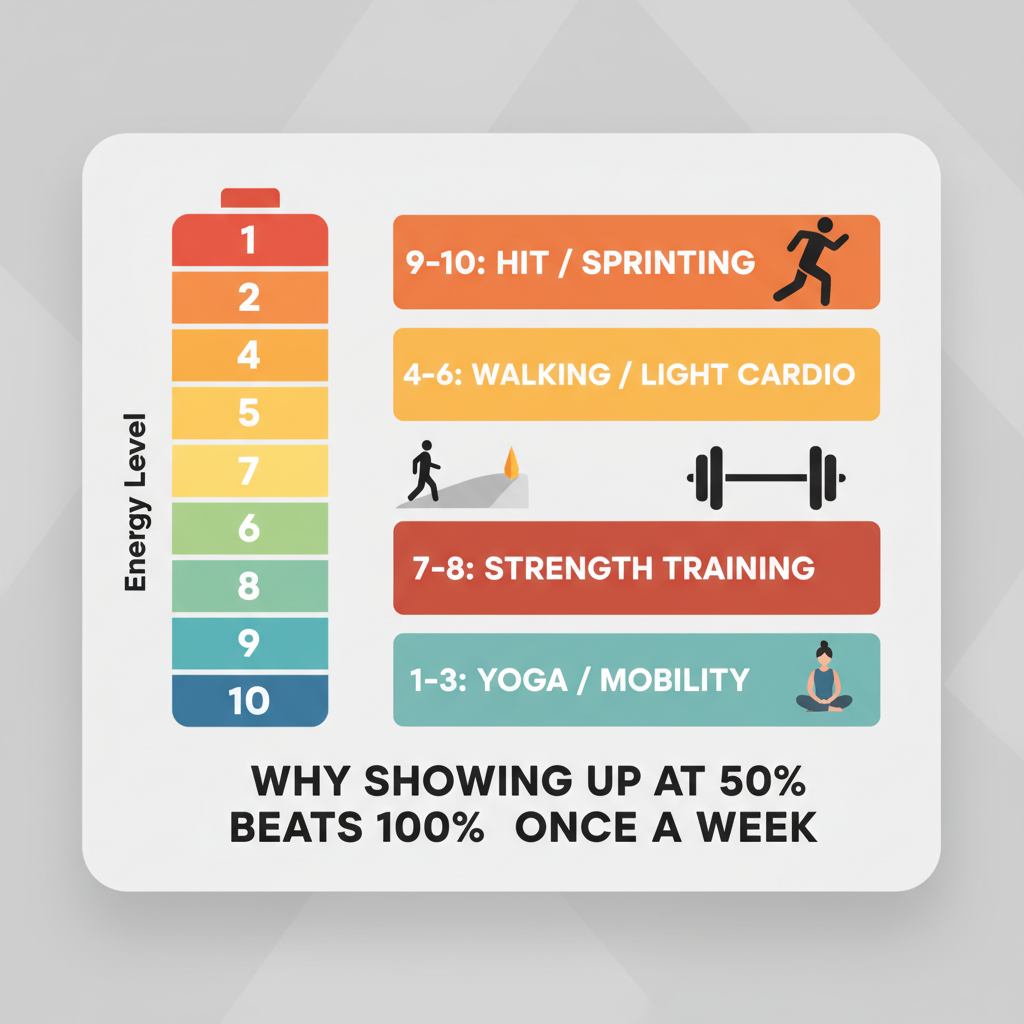 Energy Level
1
2
4
5
7
6
8
9
10
9-10: HIT / SPRINTING
4-6: WALKING / LIGHT CARDIO
7-8: STRENGTH TRAINING
1-3: YOGA / MOBILITY
WHY SHOWING UP AT 50%
BEATS 100% ONCE A WEEK